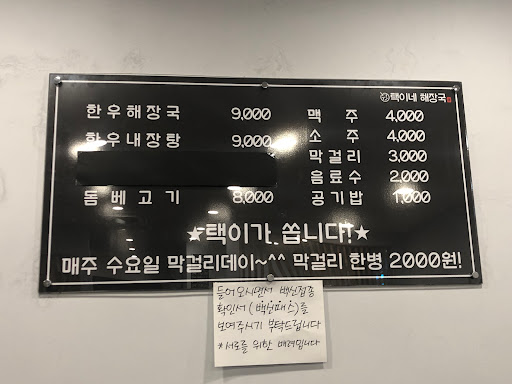 택이네 해장국
한우해장국 9,000
한우내장탕 9,000
돔베고기 8,000
맥주 4,000
소주 4,000
막걸리 3,000
음료수 2,000
공기밥 1,000
★택이가 쏩니다!★
매주 수요일 막걸리데이~^^ 막걸리 한병 2000원!
들어오시면서 백신접종
확인서(백신패스)를
보여주시기 부탁드립니다
*서로를 위한 배려입니다